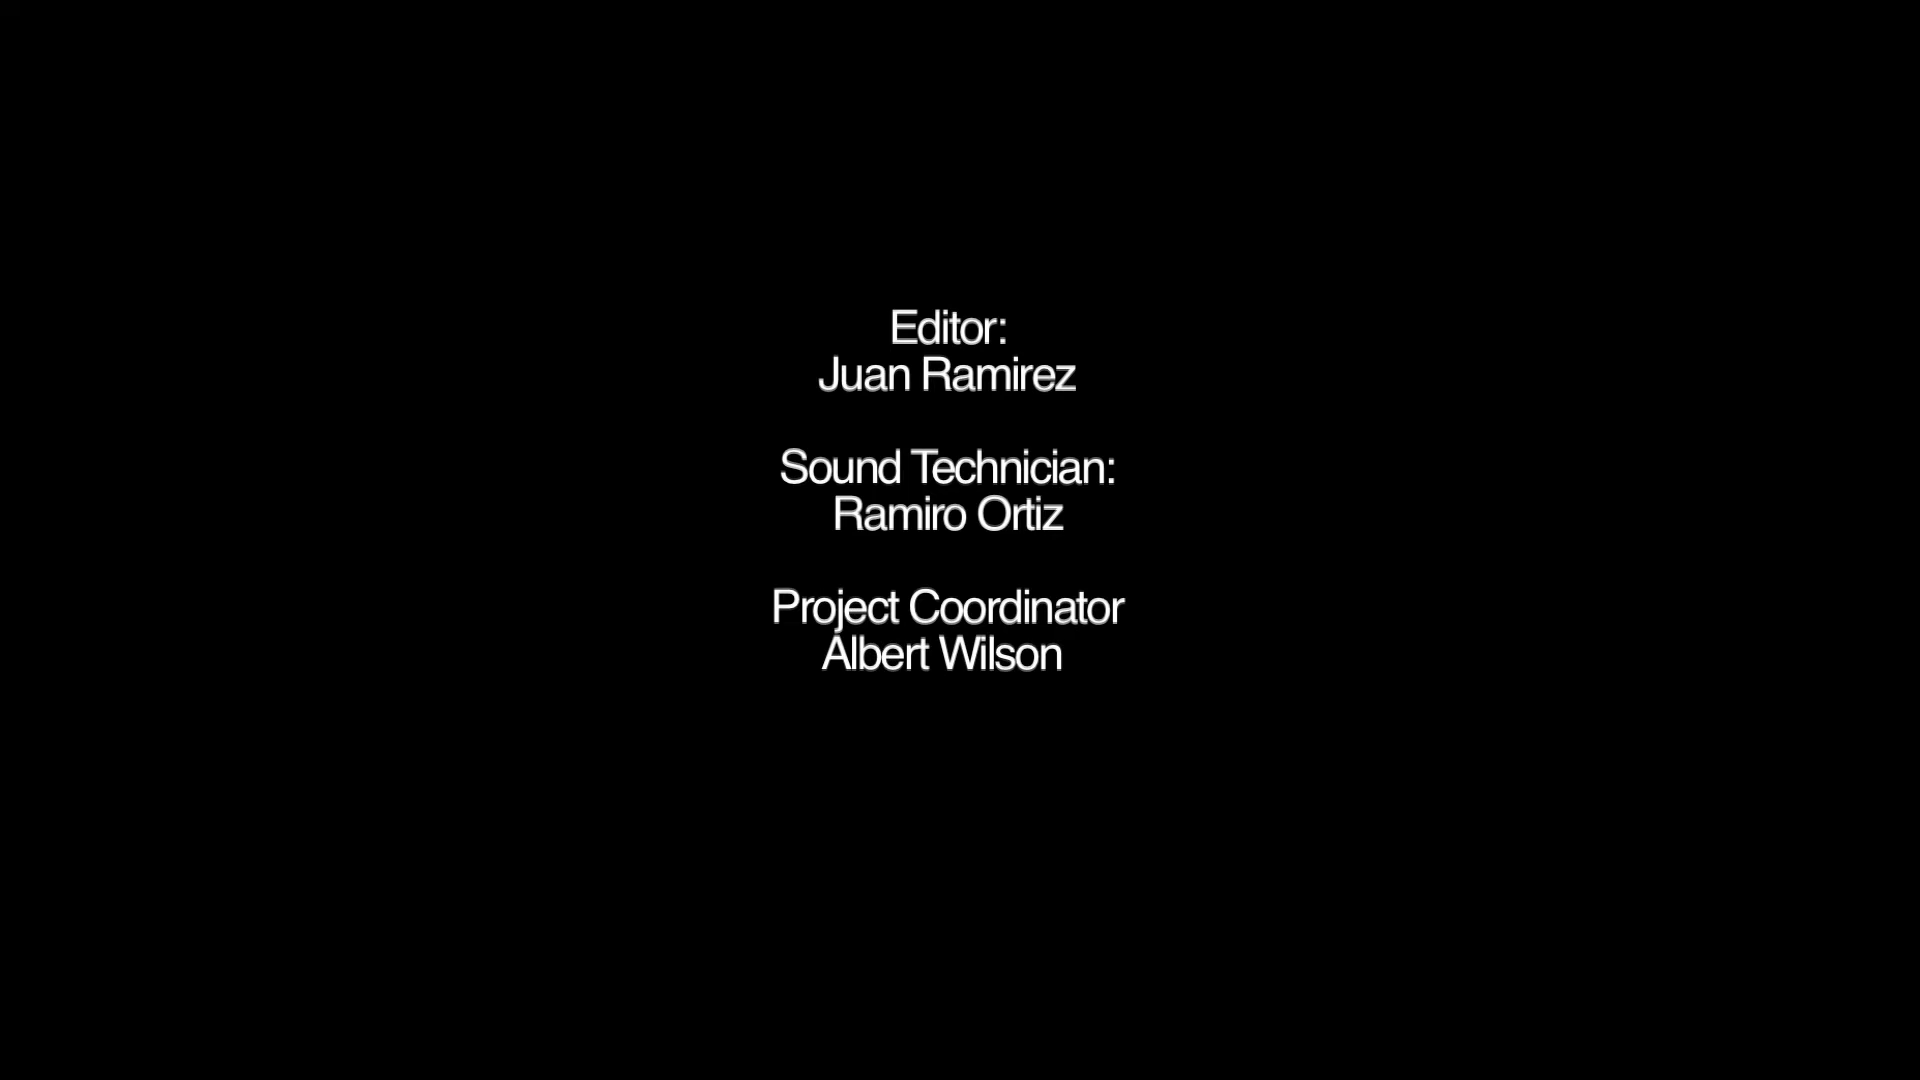 Editor:
Juan Ramirez
Sound Technician:
Ramiro Ortiz
Project Coordinator
Albert Wilson